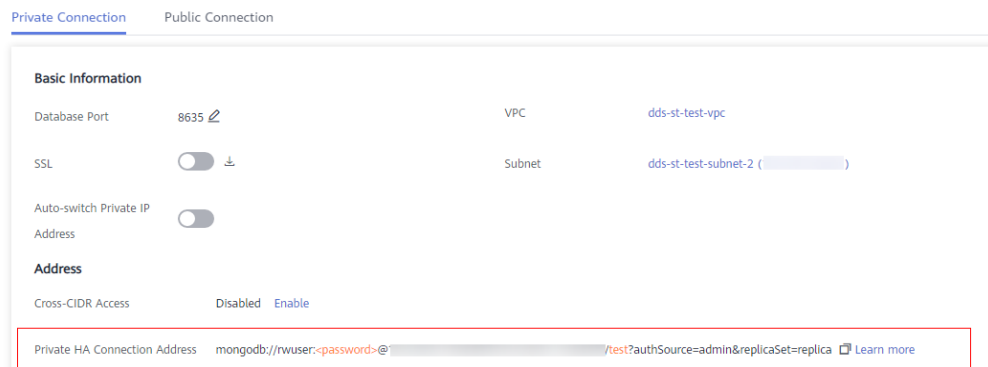 Private Connection Public Connection
Basic Information
Database Port 8635 VPC dds-st-test-vpc
SSL Subnet dds-st-test-subnet-2 ( )
Auto-switch Private IP
Address
Address
Cross-CIDR Access Disabled Enable
Private HA Connection Address mongodb://rwuser:<password>@ /test?authSource=admin&replicaSet=replica Learn more